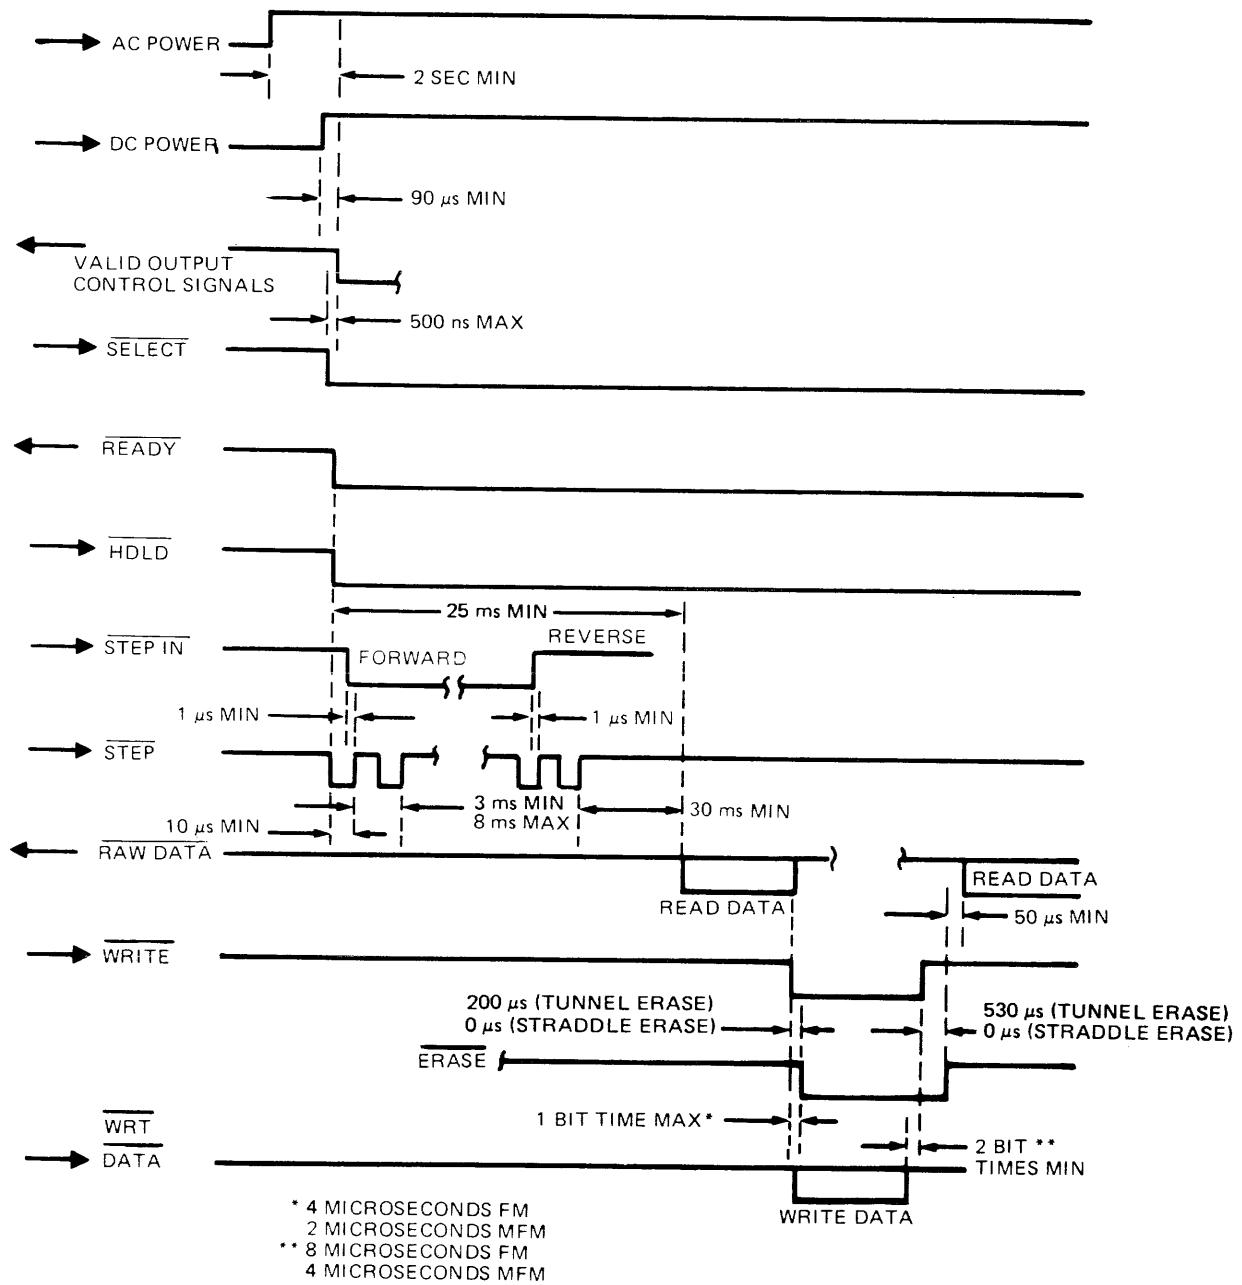 AC POWER
2 SEC MIN
DC POWER
90 μs MIN
VALID OUTPUT
CONTROL SIGNALS
500 ns MAX
SELECT
READY
HDLD
25 ms MIN
STEP IN
FORWARD
REVERSE
1 μs MIN
1 μs MIN
STEP
3 ms MIN
8 ms MAX
30 ms MIN
10 μs MIN
RAW DATA
READ DATA
READ DATA
50 μs MIN
WRITE
200 μs (TUNNEL ERASE)
0 μs (STRADDLE ERASE)
530 μs (TUNNEL ERASE)
0 μs (STRADDLE ERASE)
ERASE
1 BIT TIME MAX*
WRT
DATA
2 BIT **
TIMES MIN
WRITE DATA
* 4 MICROSECONDS FM
2 MICROSECONDS MFM
** 8 MICROSECONDS FM
4 MICROSECONDS MFM